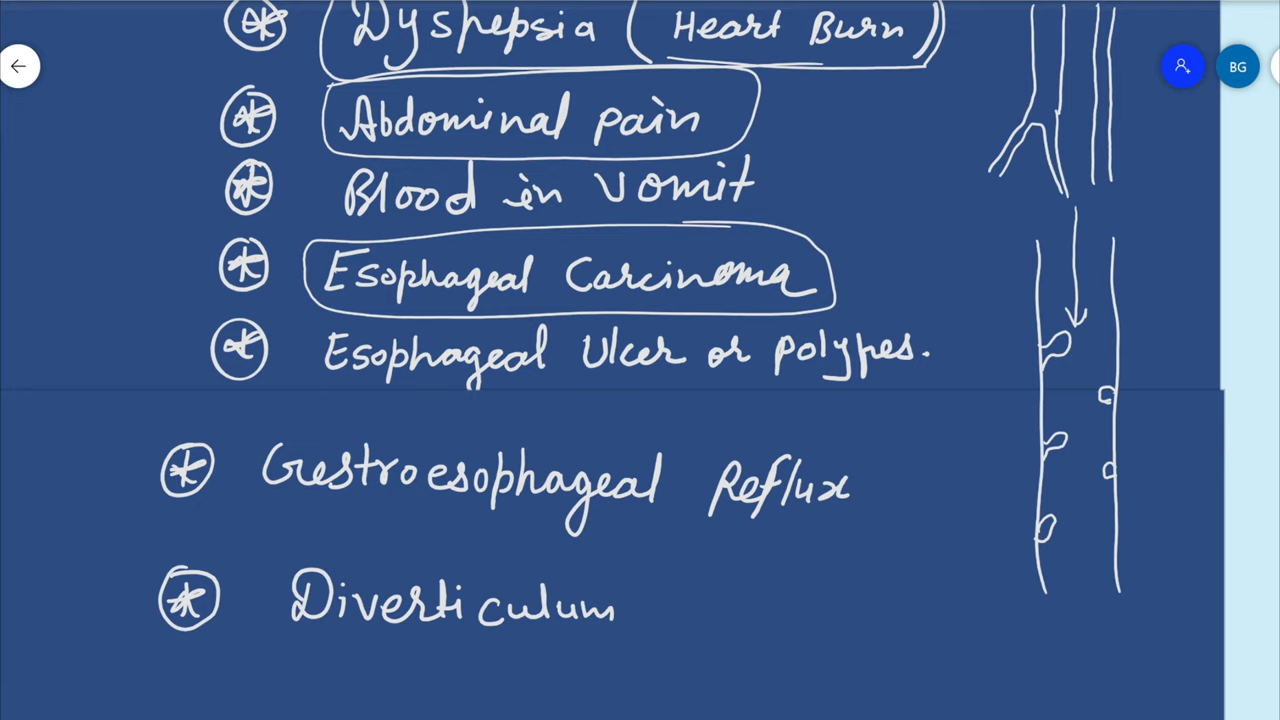 Dyspepsia (Heart Burn)
Abdominal pain
Blood in Vomit
Esophageal Carcinoma
Esophageal Ulcer or polypes.
Gestroesophageal Reflux
Diverticulum
BG